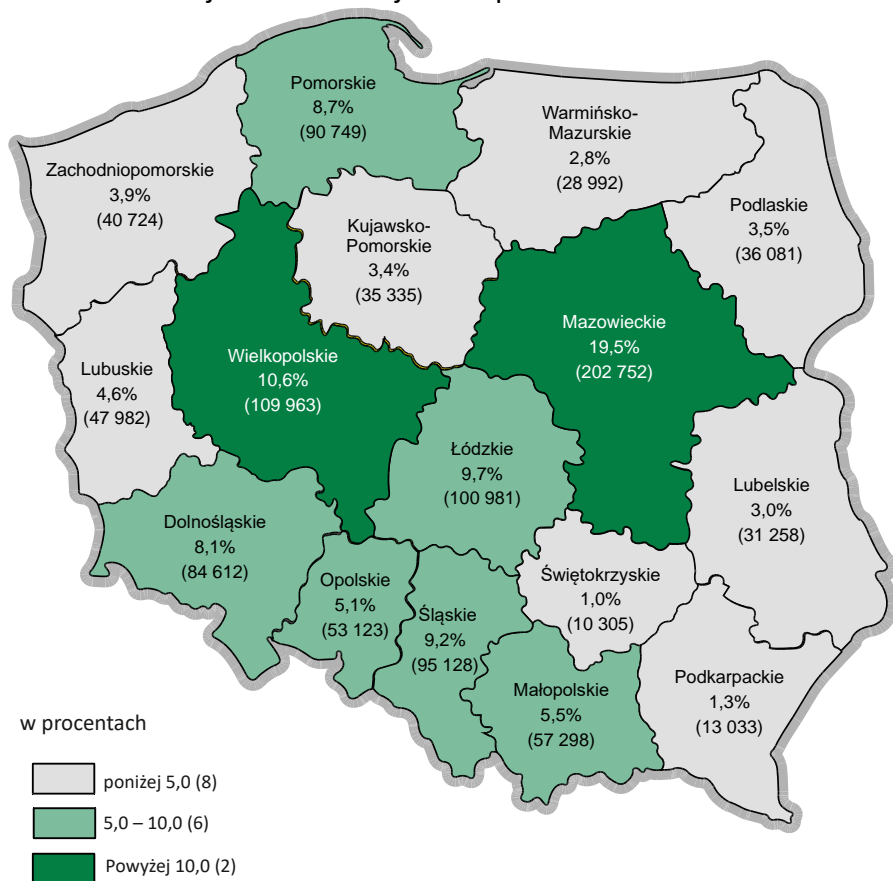 Pomorskie
8,7%
(90 749)
Warmińsko-
Mazurskie
2,8%
(28 992)
Zachodniopomorskie
3,9%
(40 724)
Podlaskie
3,5%
(36 081)
Kujawsko-
Pomorskie
3,4%
(35 335)
Mazowieckie
19,5%
(202 752)
Wielkopolskie
10,6%
(109 963)
Lubuskie
4,6%
(47 982)
Łódzkie
9,7%
(100 981)
Lubelskie
3,0%
(31 258)
Dolnośląskie
8,1%
(84 612)
Opolskie
5,1%
(53 123)
Śląskie
9,2%
(95 128)
Świętokrzyskie
1,0%
(10 305)
Małopolskie
5,5%
(57 298)
Podkarpackie
1,3%
(13 033)
w procentach
poniżej 5,0 (8)
5,0 – 10,0 (6)
Powyżej 10,0 (2)